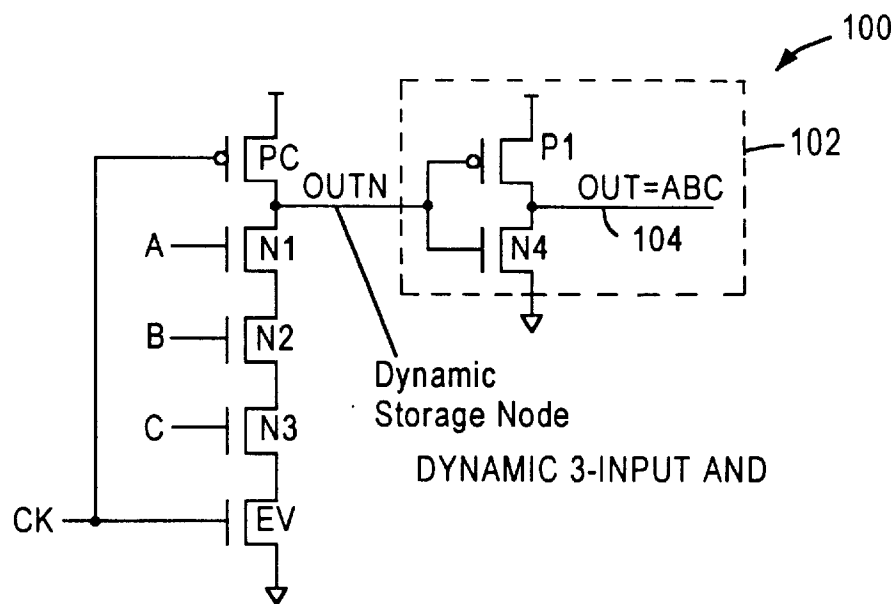 100
102
PC
P1
OUTN
OUT=ABC
104
A
N1
N4
B
N2
Dynamic
Storage Node
C
N3
DYNAMIC 3-INPUT AND
CK
EV